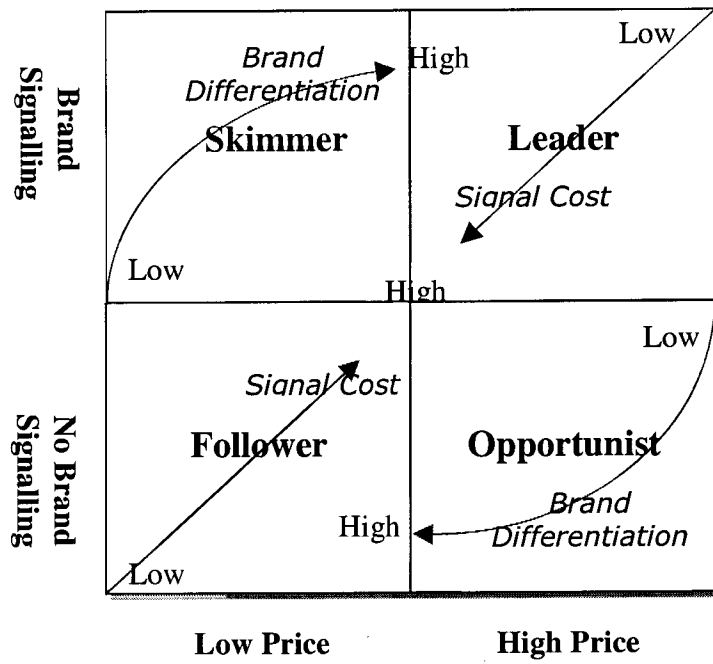 Brand
Signalling
Brand
Differentiation
High
Skimmer
Low
Low
Leader
Signal Cost
High
No Brand
Signalling
Signal Cost
Follower
High
Low
Low
Opportunist
Brand
Differentiation
Low Price
High Price